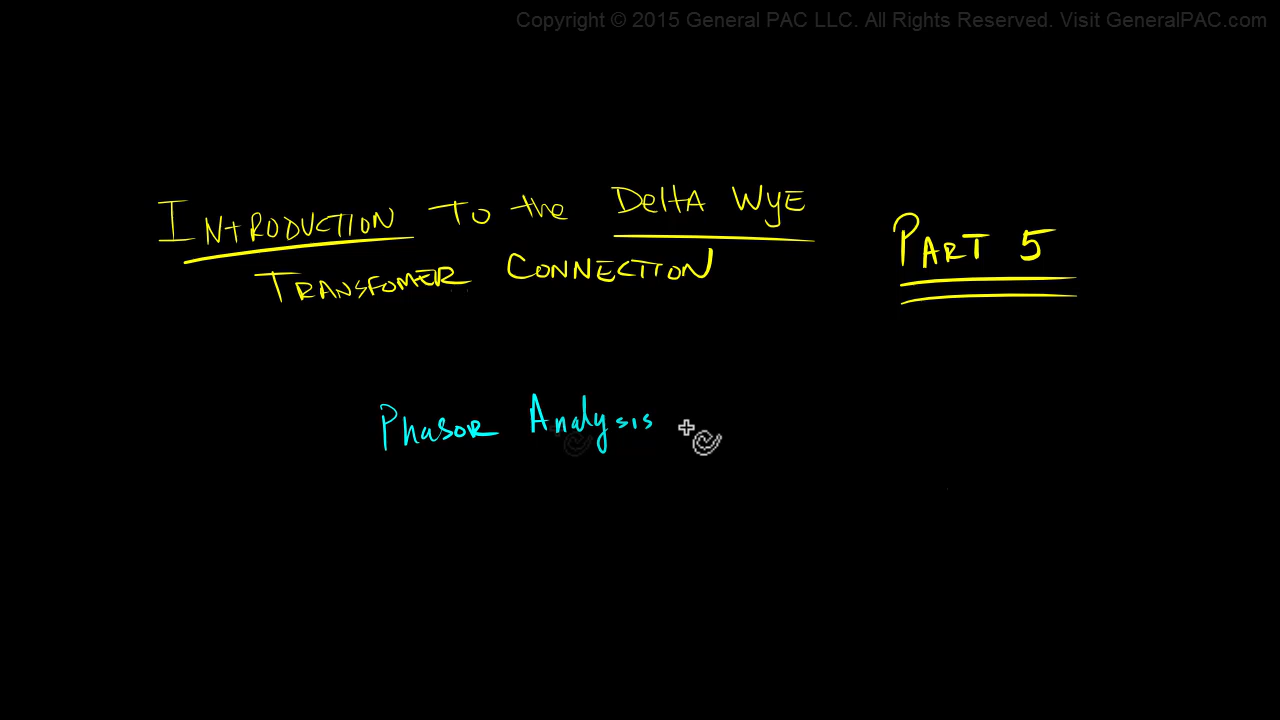 Copyright © 2015 General PAC LLC. All Rights Reserved. Visit GeneralPAC.com
INTRODUCTION TO the DeltA WYE
TRANSFOMER CONNECTION
PART 5
Phasor Analysis